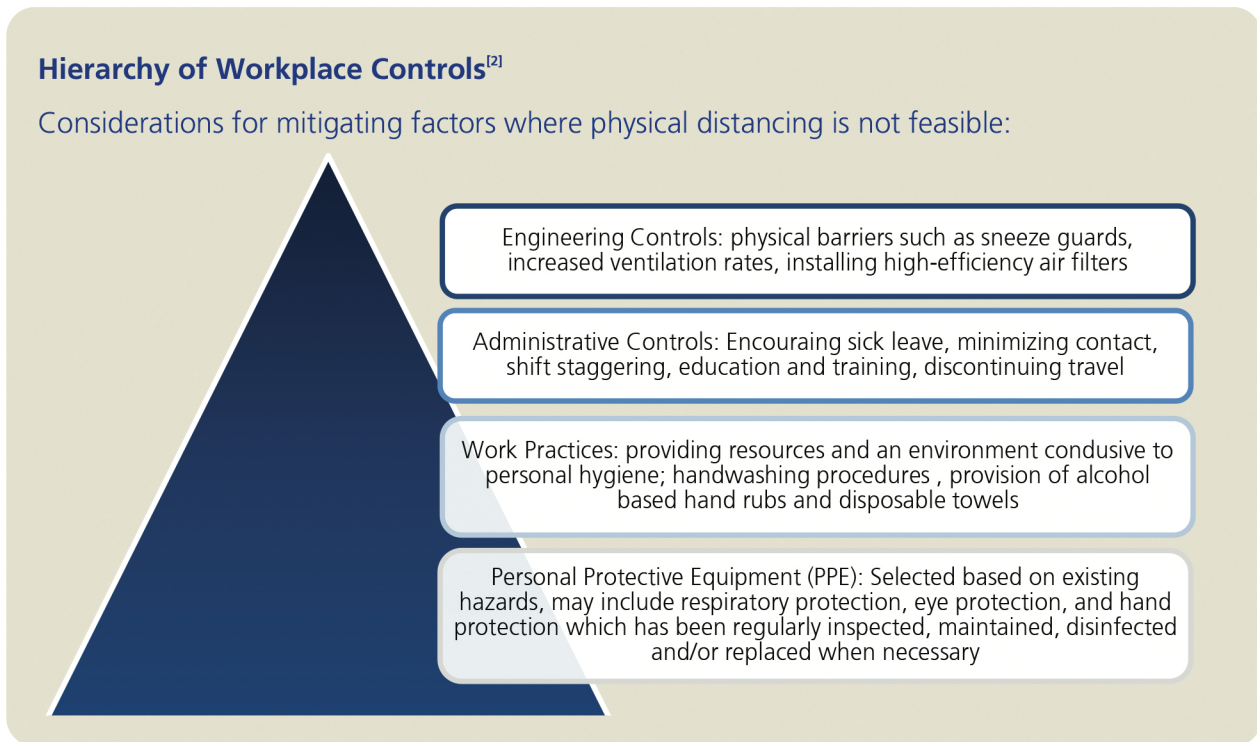 Hierarchy of Workplace Controls[2]
Considerations for mitigating factors where physical distancing is not feasible:
Engineering Controls: physical barriers such as sneeze guards,
increased ventilation rates, installing high-efficiency air filters
Administrative Controls: Encouraing sick leave, minimizing contact,
shift staggering, education and training, discontinuing travel
Work Practices: providing resources and an environment condusive to
personal hygiene; handwashing procedures , provision of alcohol
based hand rubs and disposable towels
Personal Protective Equipment (PPE): Selected based on existing
hazards, may include respiratory protection, eye protection, and hand
protection which has been regularly inspected, maintained, disinfected
and/or replaced when necessary